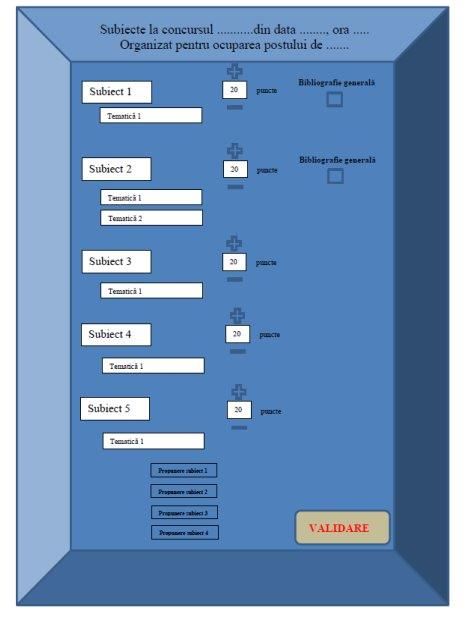 Subiecte la concursul ...........din data ........, ora .....
Organizat pentru ocuparea postului de .......
Subiect 1
20 puncte
Bibliografie generală
Tematică 1
Subiect 2
20 puncte
Bibliografie generală
Tematică 1
Tematică 2
Subiect 3
20 puncte
Tematică 1
Subiect 4
20 puncte
Tematică 1
Subiect 5
20 puncte
Tematică 1
Propunere subiect 1
Propunere subiect 2
Propunere subiect 3
Propunere subiect 4
VALIDARE